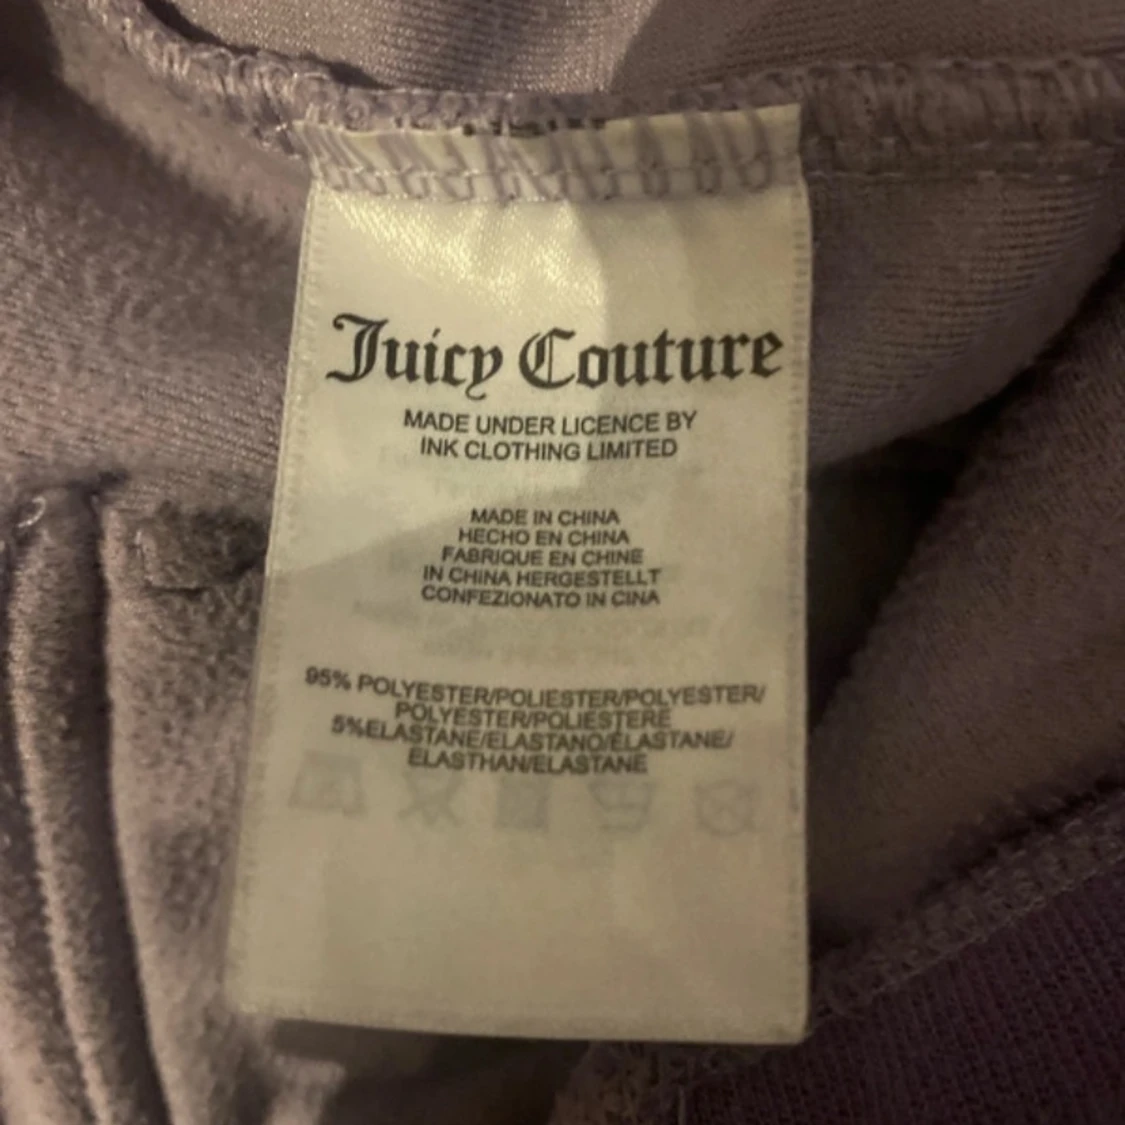 Juicy Couture
MADE UNDER LICENCE BY
INK CLOTHING LIMITED
MADE IN CHINA
HECHO EN CHINA
FABRIQUE EN CHINE
IN CHINA HERGESTELLT
CONFEZIONATO IN CINA
95% POLYESTER/POLIESTER/POLYESTER/
POLYESTER/POLIESTERE
5%ELASTANE/ELASTANO/ELASTANE/
ELASTHAN/ELASTANE